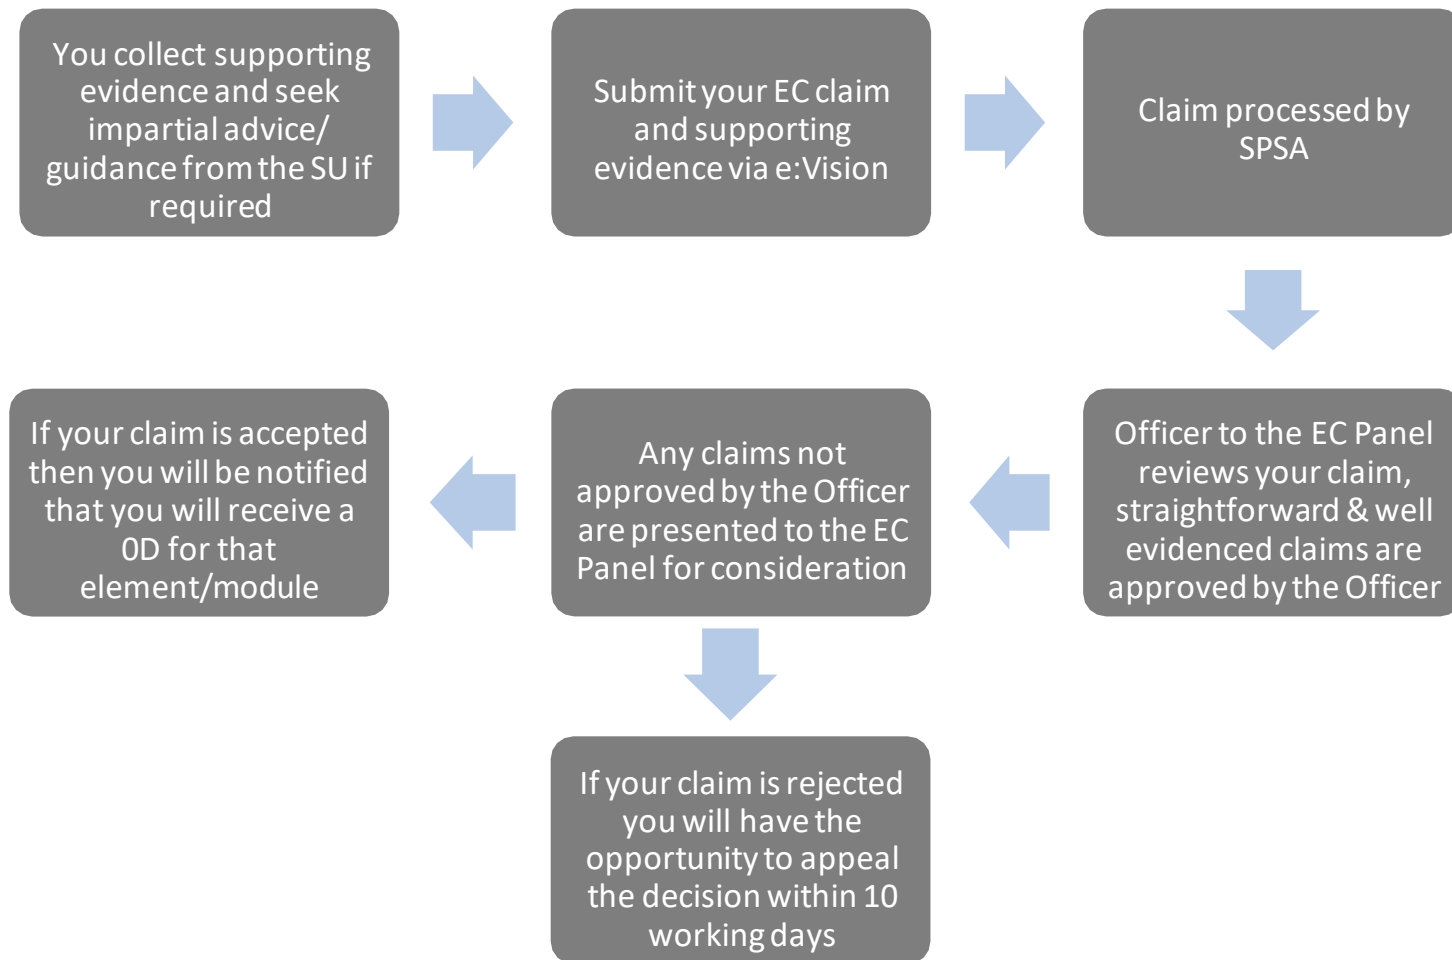 You collect supporting
evidence and seek
impartial advice/
guidance from the SU if
required
Submit your EC claim
and supporting
evidence via e:Vision
Claim processed by
SPSA
Officer to the EC Panel
reviews your claim,
straightforward & well
evidenced claims are
approved by the Officer
Any claims not
approved by the Officer
are presented to the EC
Panel for consideration
If your claim is accepted
then you will be notified
that you will receive a
0D for that
element/module
If your claim is rejected
you will have the
opportunity to appeal
the decision within 10
working days